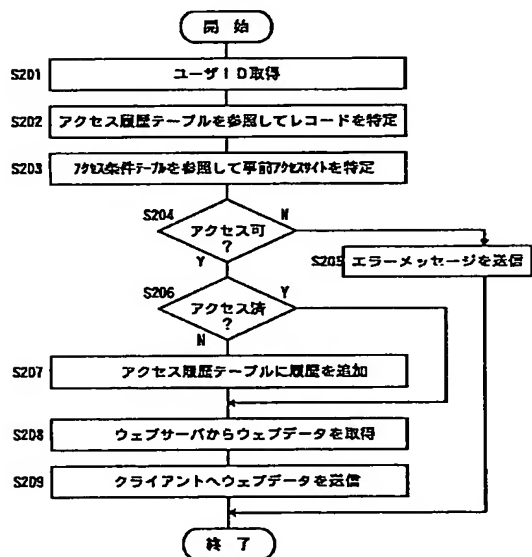 開 始
S201
ユーザID取得
S202
アクセス履歴テーブルを参照してレコードを特定
S203
アクセス条件テーブルを参照して事前アクセスサイトを特定
S204
アクセス可
?
N
Y
S205
エラーメッセージを送信
S206
アクセス済
?
Y
N
S207
アクセス履歴テーブルに履歴を追加
S208
ウェブサーバからウェブデータを取得
S209
クライアントへウェブデータを送信
終 了